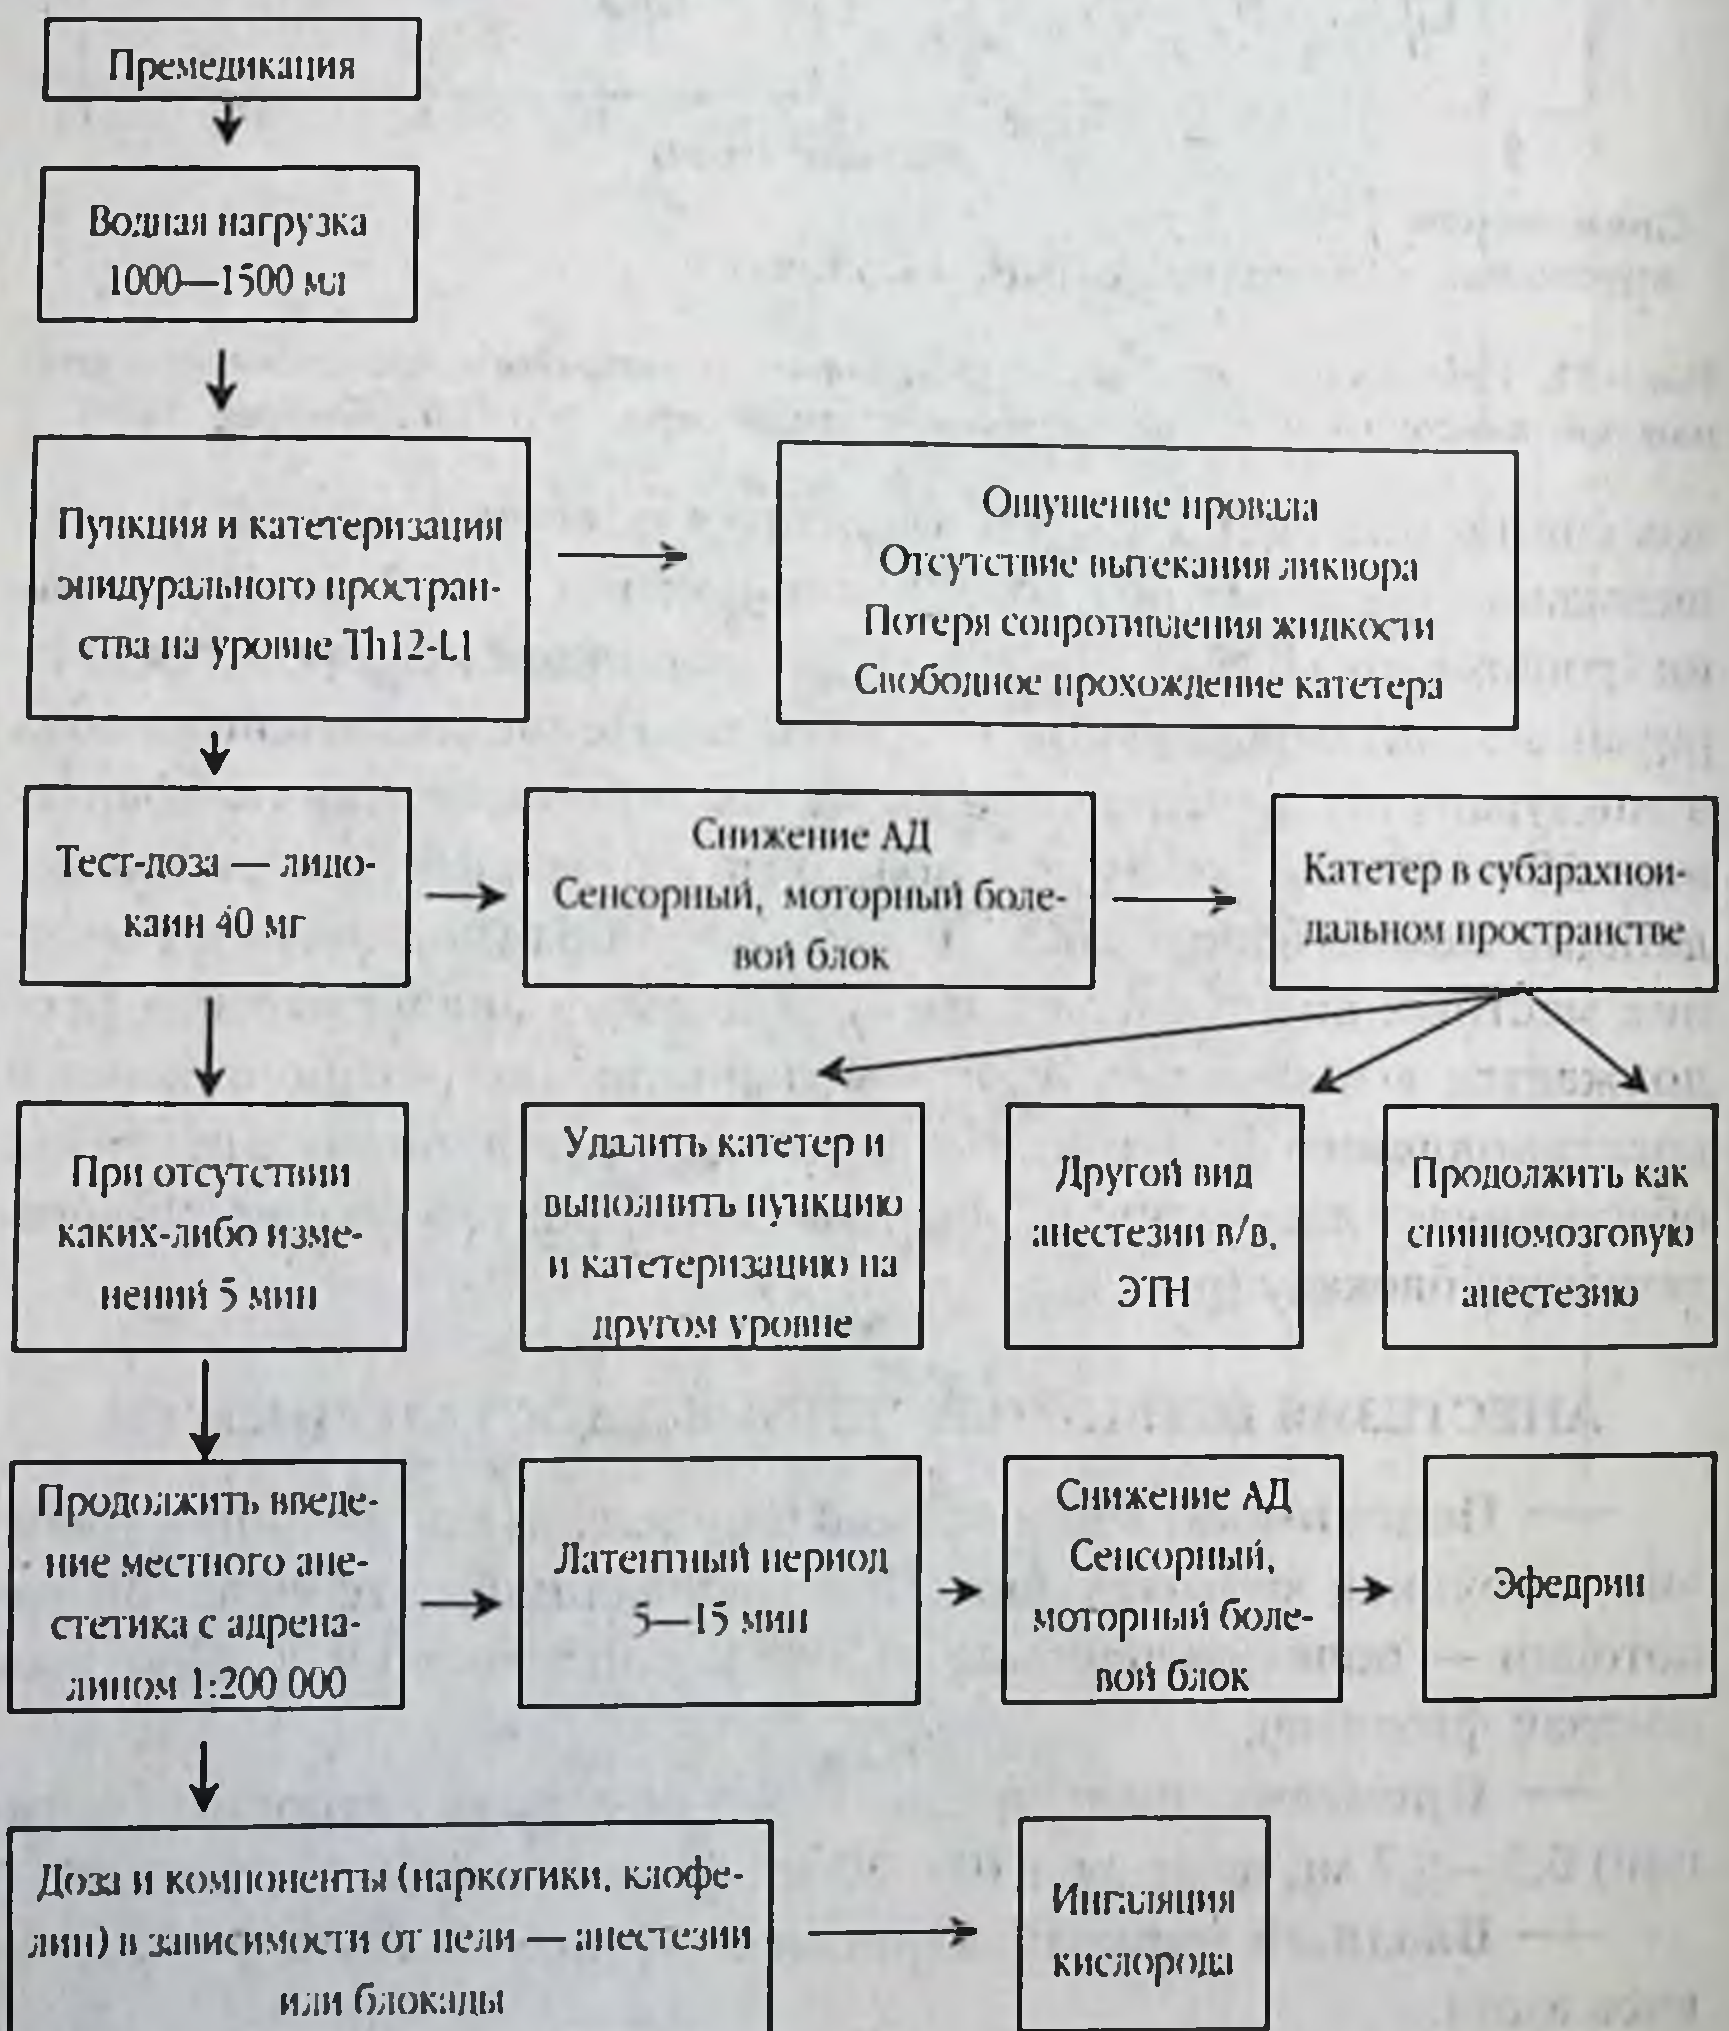 Премедикация
Водная нагрузка
1000—1500 мл
Пункция и катетеризация
эпидурального простран-
ства на уровне Th12-L1
Ощущение провала
Отсутствие вытекания ликвора
Потеря сопротивления жидкости
Свободное прохождение катетера
Тест-доза — лидо-
каин 40 мг
Снижение АД
Сенсорный, моторный боле-
вой блок
Катетер в субарахнои-
дальном пространстве
При отсутствии
каких-либо изме-
нений 5 мин
Удалить катетер и
выполнить пункцию
и катетеризацию на
другом уровне
Другой вид
анестезии в/в,
ЭТН
Продолжить как
спинномозговую
анестезию
Продолжить введе-
ние местного ане-
стетика с адрена-
лином 1:200 000
Латентный период
5—15 мин
Снижение АД
Сенсорный,
моторный боле-
вой блок
Эфедрин
Доза и компоненты (наркотики, клофе-
лин) в зависимости от цели — анестезии
или блокады
Ингаляция
кислорода